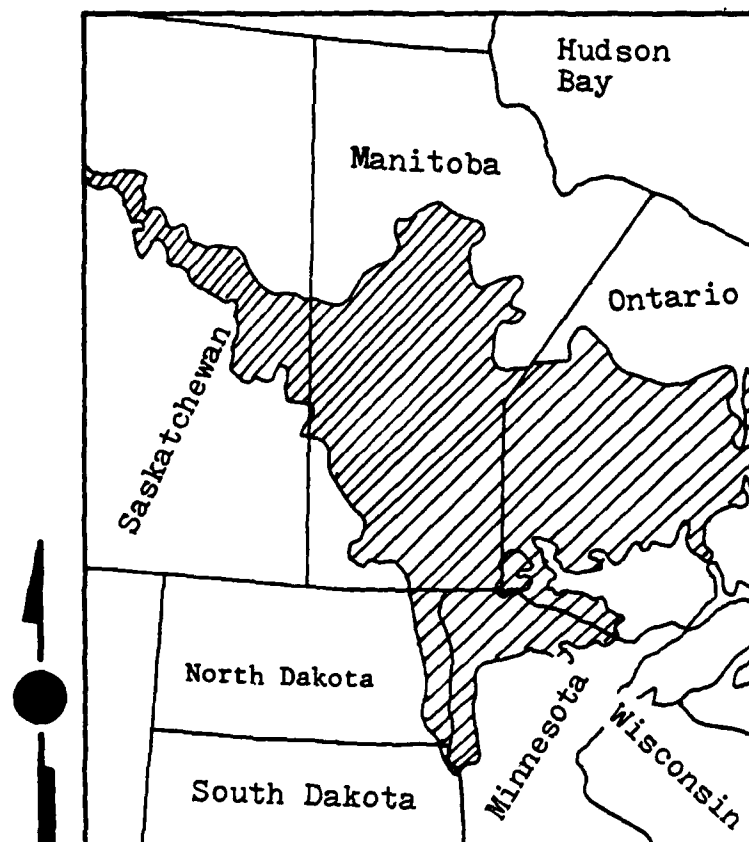 Hudson
Bay
Manitoba
Ontario
Saskatchewan
North Dakota
South Dakota
Minnesota
Wisconsin